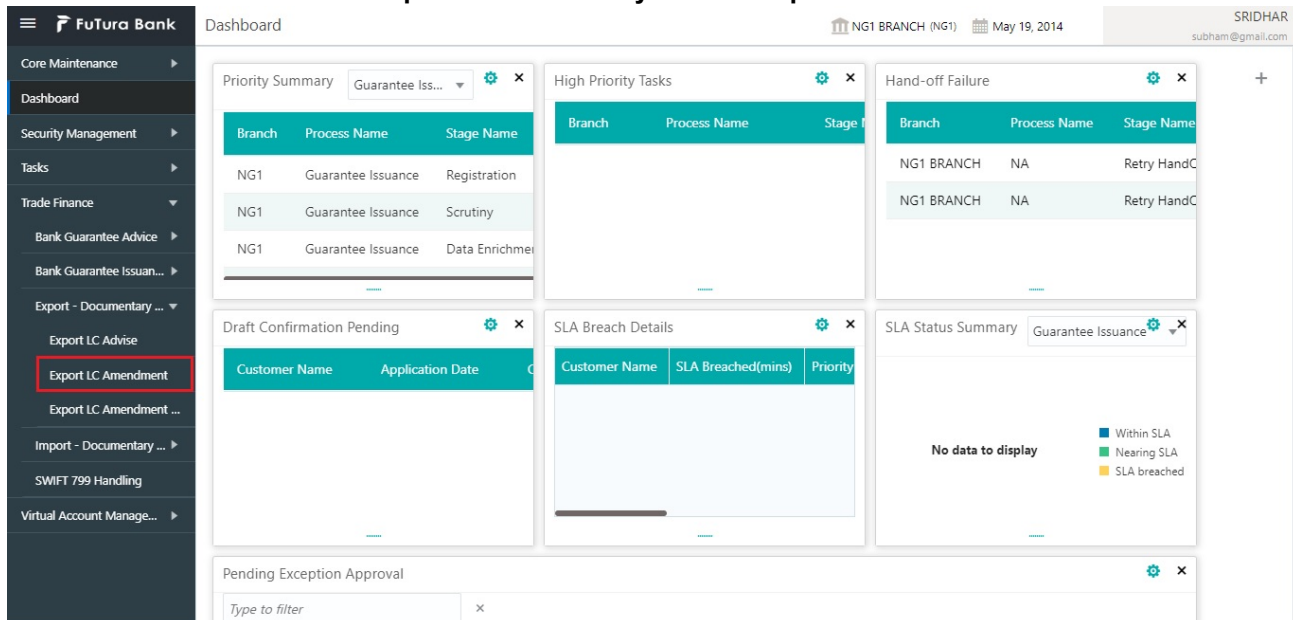 FuTura Bank
Dashboard
NG1 BRANCH (NG1)
May 19, 2014
SRIDHAR
subham@gmail.com
Core Maintenance
Dashboard
Security Management
Tasks
Trade Finance
Bank Guarantee Advice
Bank Guarantee Issuan...
Export - Documentary ...
Export LC Advise
Export LC Amendment
Export LC Amendment ...
Import - Documentary ...
SWIFT 799 Handling
Virtual Account Manage...
Priority Summary
Guarantee Iss...
Branch Process Name Stage Name
NG1 Guarantee Issuance Registration
NG1 Guarantee Issuance Scrutiny
NG1 Guarantee Issuance Data Enrichme
High Priority Tasks
Branch Process Name Stage
Hand-off Failure
Branch Process Name Stage Name
NG1 BRANCH NA Retry Hand
NG1 BRANCH NA Retry Hand
Draft Confirmation Pending
Customer Name Application Date
SLA Breach Details
Customer Name SLA Breached(mins) Priority
SLA Status Summary
Guarantee Issuance
No data to display
Within SLA
Nearing SLA
SLA breached
Pending Exception Approval
Type to filter